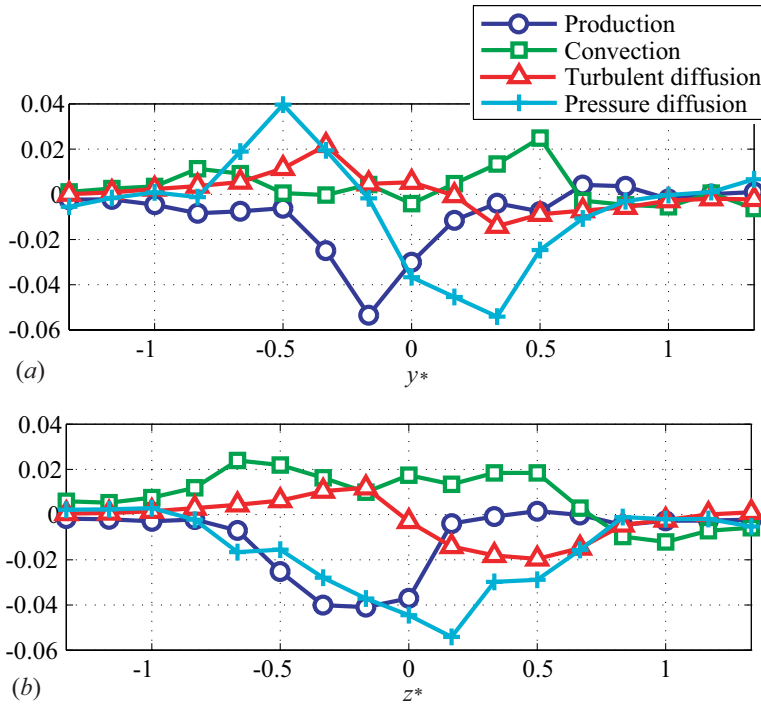 Production
Convection
Turbulent diffusion
Pressure diffusion
0.04
0.02
0
-0.02
-0.04
-0.06
-1 -0.5 0 0.5 1
(a) y*
0.04
0.02
0
-0.02
-0.04
-0.06
-1 -0.5 0 0.5 1
(b) z*